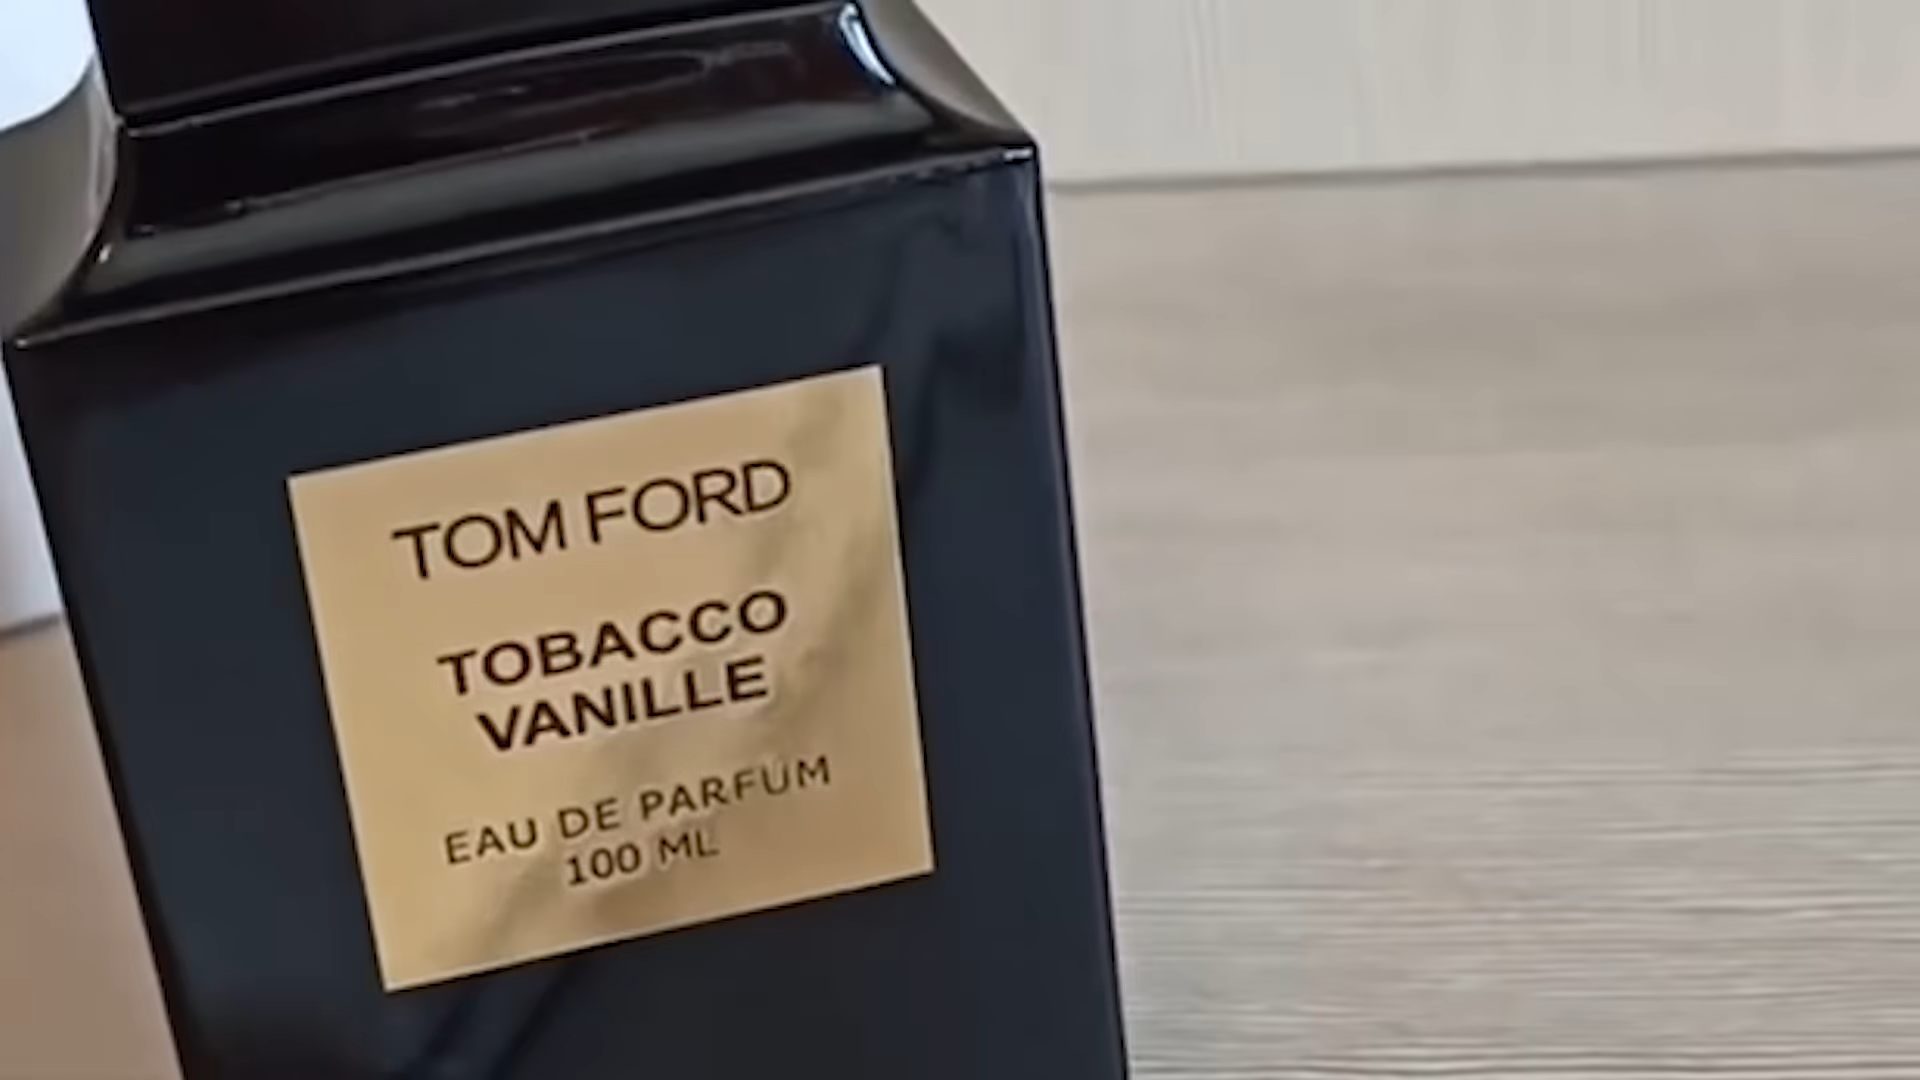 TOM FORD
TOBACCO
VANILLE
EAU DE PARFUM
100 ML